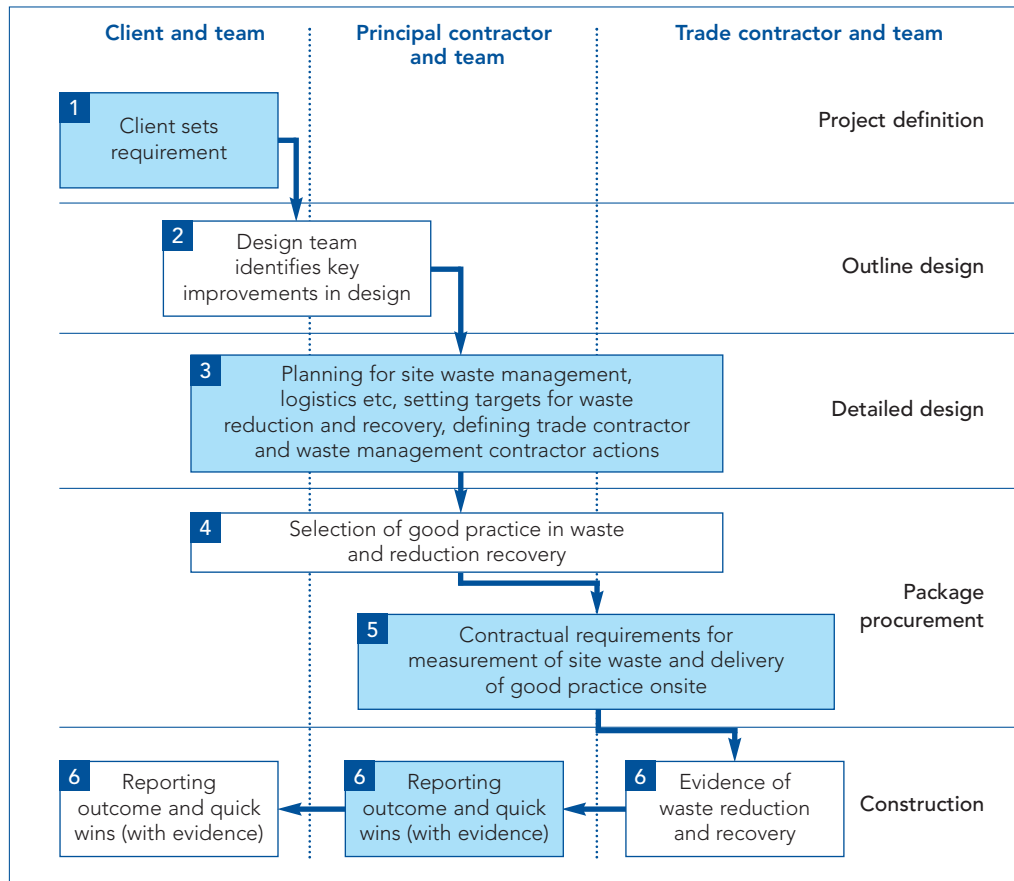 Client and team
Principal contractor
and team
Trade contractor and team
Project definition
1
Client sets
requirement
Outline design
2
Design team
identifies key
improvements in design
Detailed design
3
Planning for site waste management,
logistics etc, setting targets for waste
reduction and recovery, defining trade contractor
and waste management contractor actions
4
Selection of good practice in waste
and reduction recovery
Package
procurement
5
Contractual requirements for
measurement of site waste and delivery
of good practice onsite
6
Reporting
outcome and quick
wins (with evidence)
6
Reporting
outcome and quick
wins (with evidence)
6
Evidence of
waste reduction
and recovery
Construction